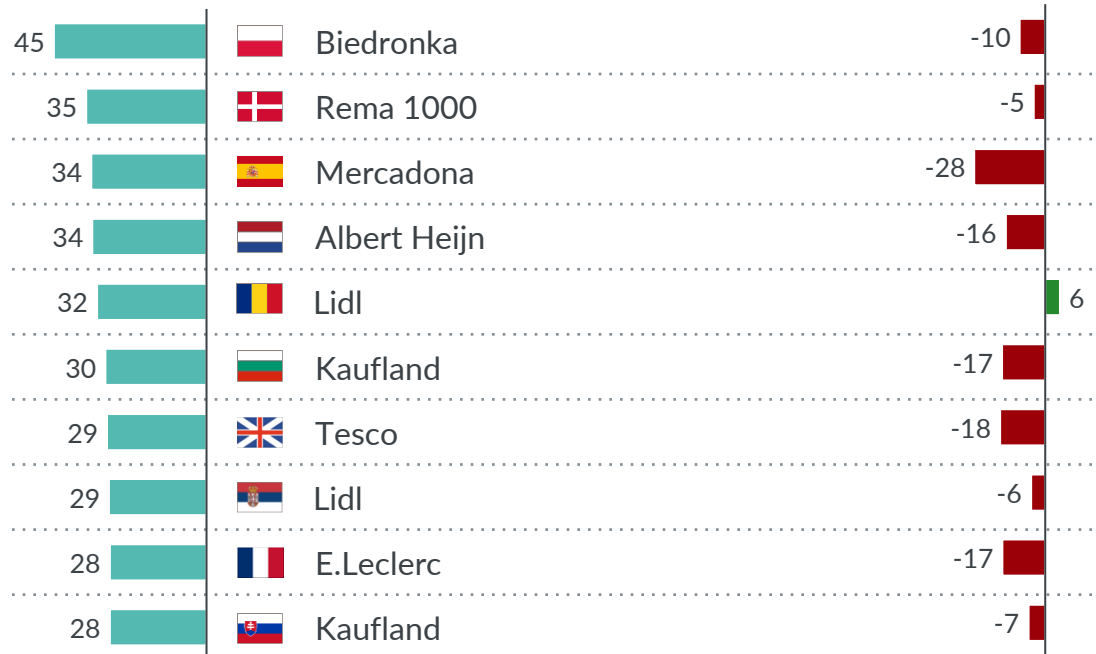 45 Biedronka -10
35 Rema 1000 -5
34 Mercadona -28
34 Albert Heijn -16
32 Lidl 6
30 Kaufland -17
29 Tesco -18
29 Lidl -6
28 E.Leclerc -17
28 Kaufland -7